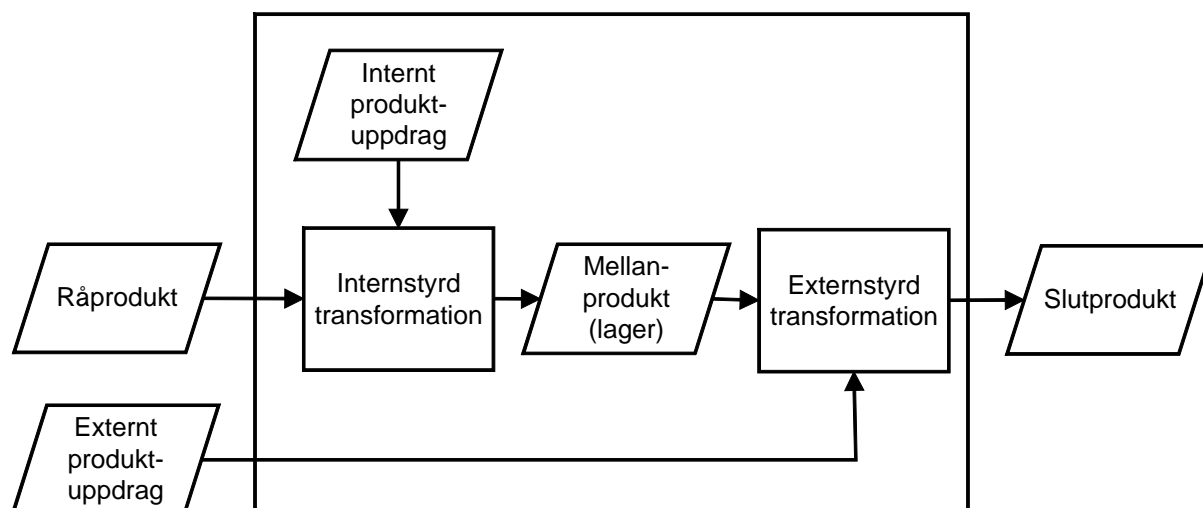 Internt
produkt-
uppdrag
Råprodukt
Internstyrd
transformation
Mellan-
produkt
(lager)
Externstyrd
transformation
Slutprodukt
Externt
produkt-
uppdrag